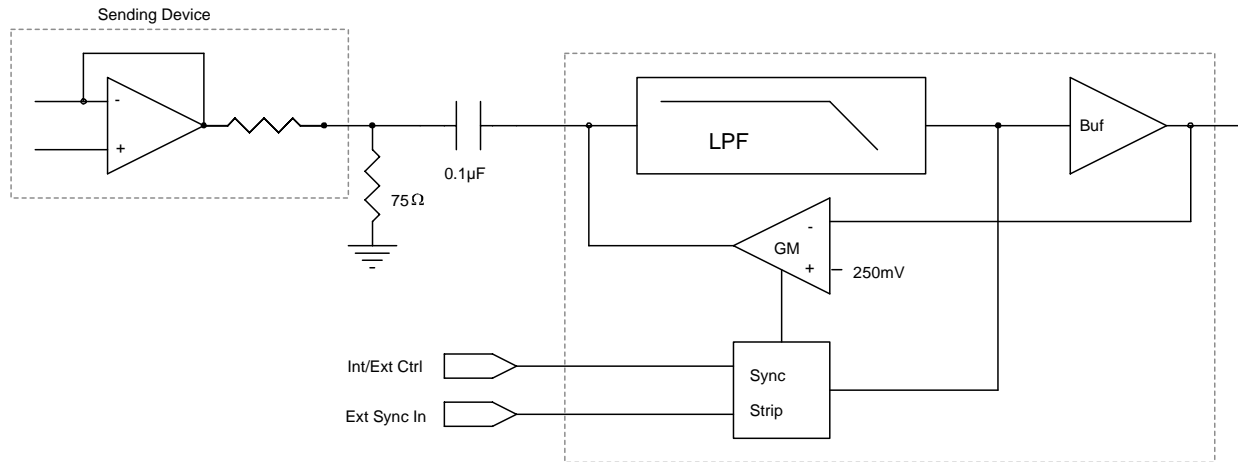 Sending Device
-
+
75Ω
0.1µF
LPF
Buf
-
GM
+
250mV
Int/Ext Ctrl
Ext Sync In
Sync
Strip